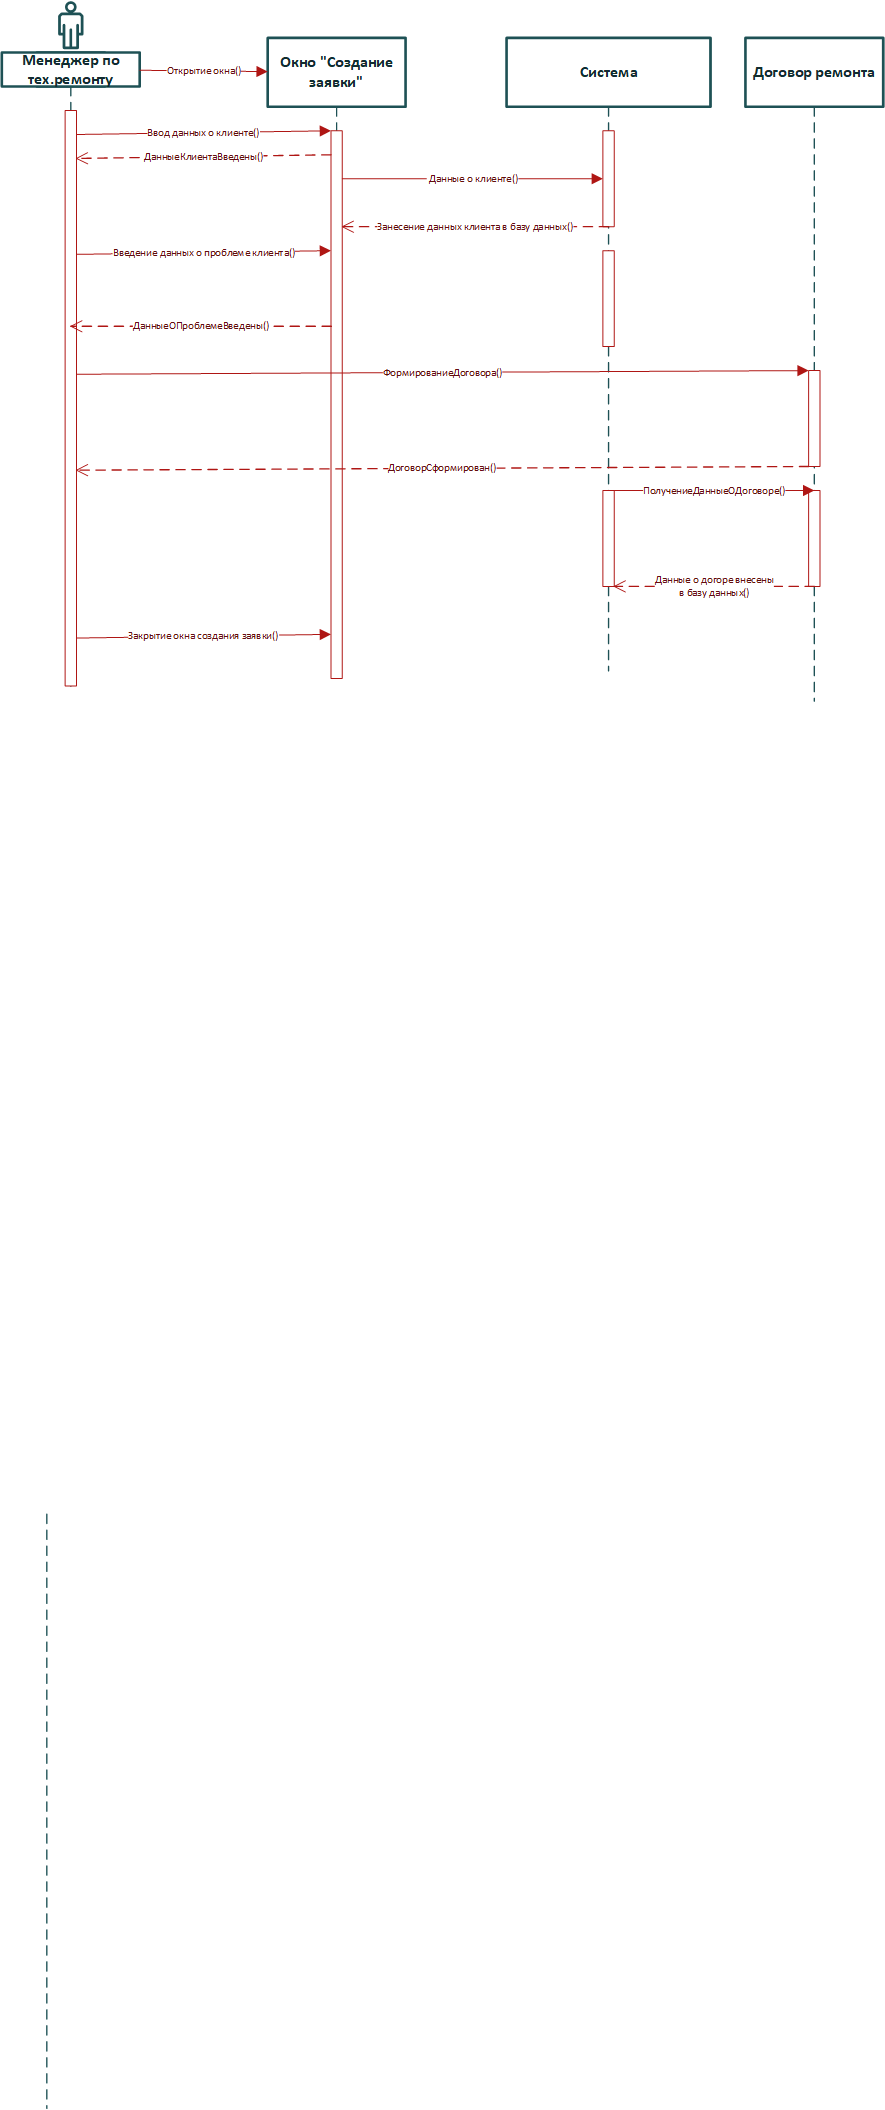 Менеджер по
тех.ремонту
Открытие окна()
Окно "Создание
заявки"
Система
Договор ремонта
Ввод данных о клиенте()
ДанныеКлиентаВведены()
Данные о клиенте()
Занесение данных клиента в базу данных()
Введение данных о проблеме клиента()
ДанныеОПроблемеВведены()
ФормированиеДоговора()
ДоговорСформирован()
ПолучениеДанныеОДоговоре()
Данные о догоре внесены
в базу данных()
Закрытие окна создания заявки()